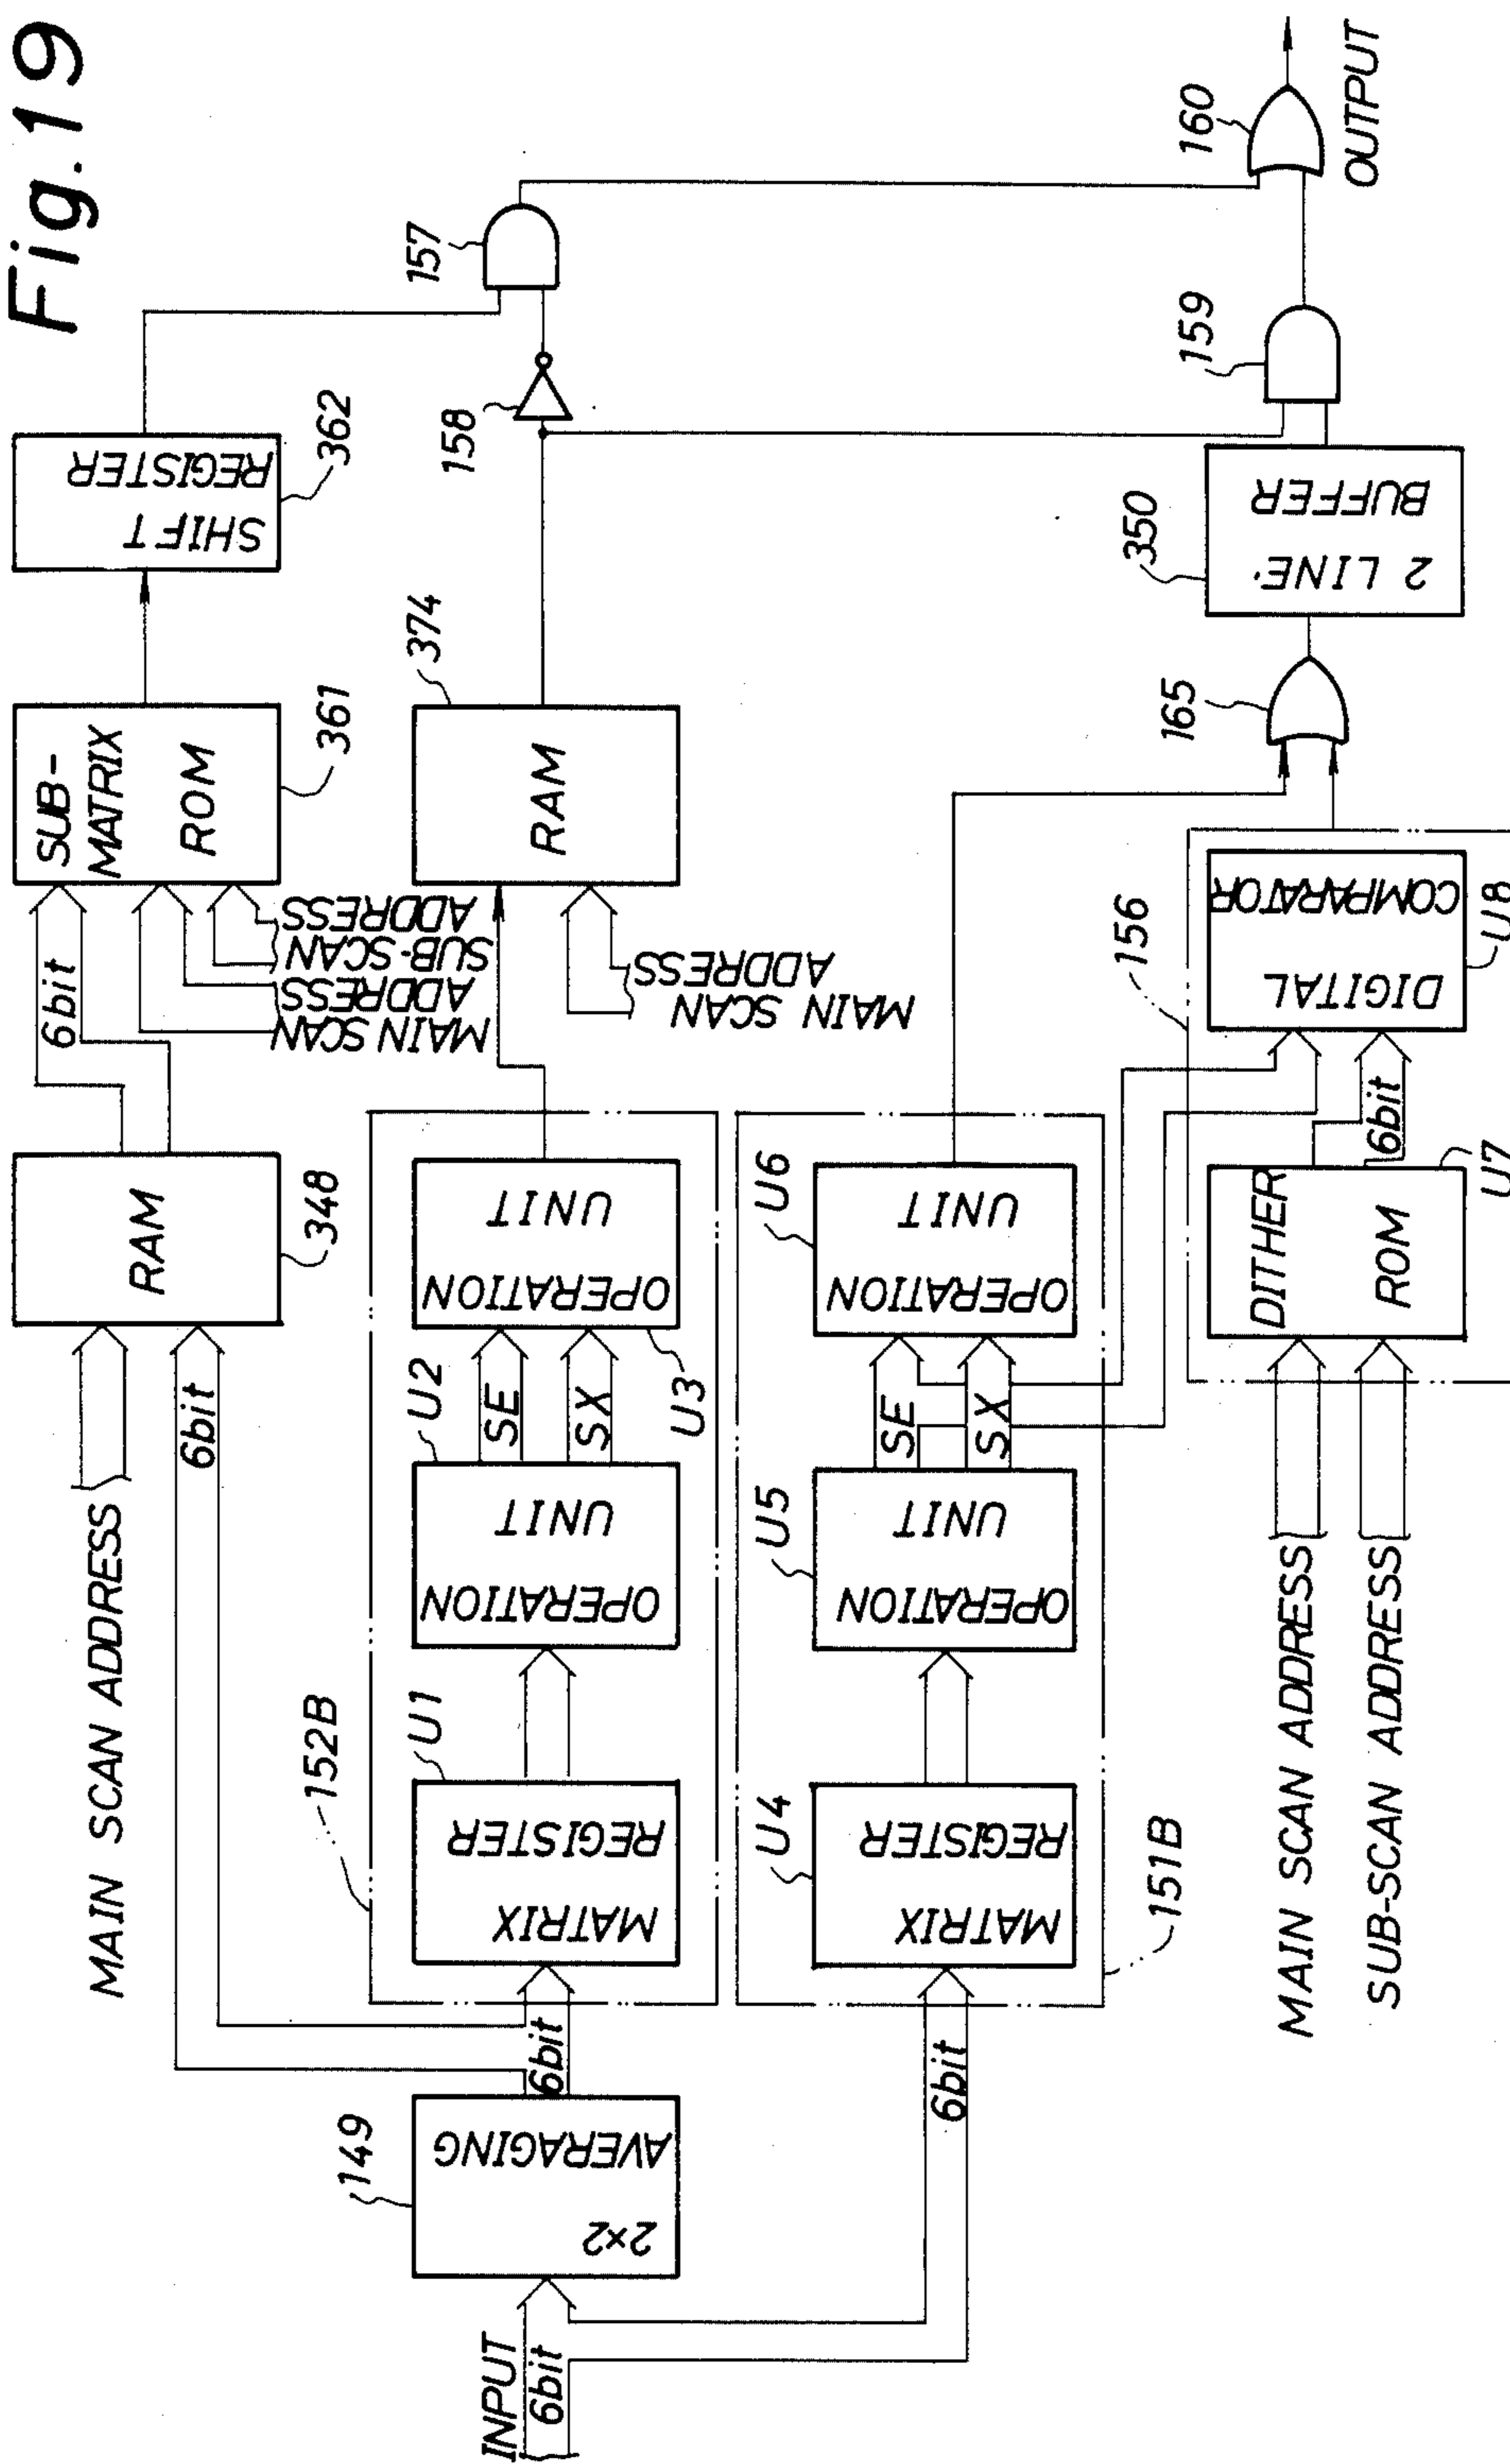 Fig.19
MAIN SCAN ADDRESS
6bit
RAM
348
6bit
SUB-
MATRIX
ROM
361
MAIN SCAN
ADDRESS
SUB-SCAN
ADDRESS
SHIFT
REGISTER
362
157
158
INPUT
6bit
2×2
AVERAGING
149
6bit
152B
MATRIX
REGISTER
U1
OPERATION
UNIT
U2
SE
SX
OPERATION
UNIT
U3
RAM
374
MAIN SCAN
ADDRESS
6bit
151B
MATRIX
REGISTER
U4
OPERATION
UNIT
U5
SE
SX
OPERATION
UNIT
U6
MAIN SCAN ADDRESS
SUB-SCAN ADDRESS
DITHER
ROM
U7
6bit
156
DIGITAL
COMPARATOR
U8
165
2 LINE
BUFFER
350
159
160
OUTPUT